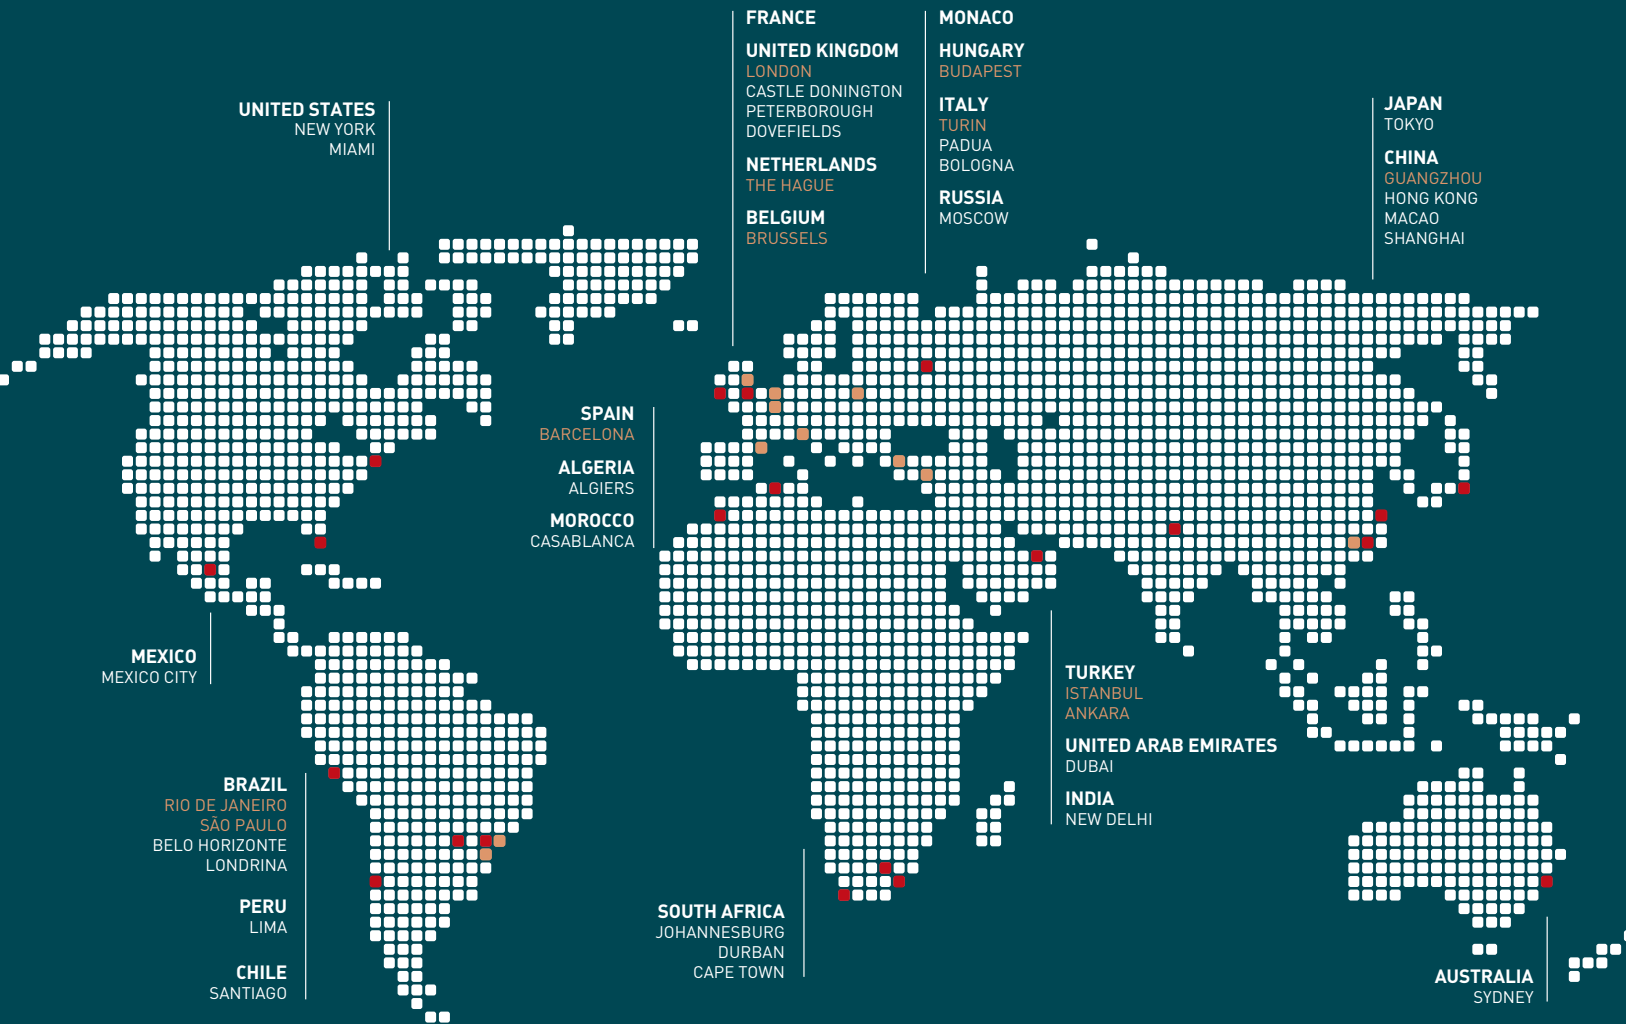 UNITED STATES
NEW YORK
MIAMI
FRANCE
UNITED KINGDOM
LONDON
CASTLE DONINGTON
PETERBOROUGH
DOVEFIELDS
NETHERLANDS
THE HAGUE
BELGIUM
BRUSSELS
MONACO
HUNGARY
BUDAPEST
ITALY
TURIN
PADUA
BOLOGNA
RUSSIA
MOSCOW
JAPAN
TOKYO
CHINA
GUANGZHOU
HONG KONG
MACAO
SHANGHAI
SPAIN
BARCELONA
ALGERIA
ALGIERS
MOROCCO
CASABLANCA
MEXICO
MEXICO CITY
TURKEY
ISTANBUL
ANKARA
UNITED ARAB EMIRATES
DUBAI
INDIA
NEW DELHI
BRAZIL
RIO DE JANEIRO
SÃO PAULO
BELO HORIZONTE
LONDRINA
PERU
LIMA
CHILE
SANTIAGO
SOUTH AFRICA
JOHANNESBURG
DURBAN
CAPE TOWN
AUSTRALIA
SYDNEY